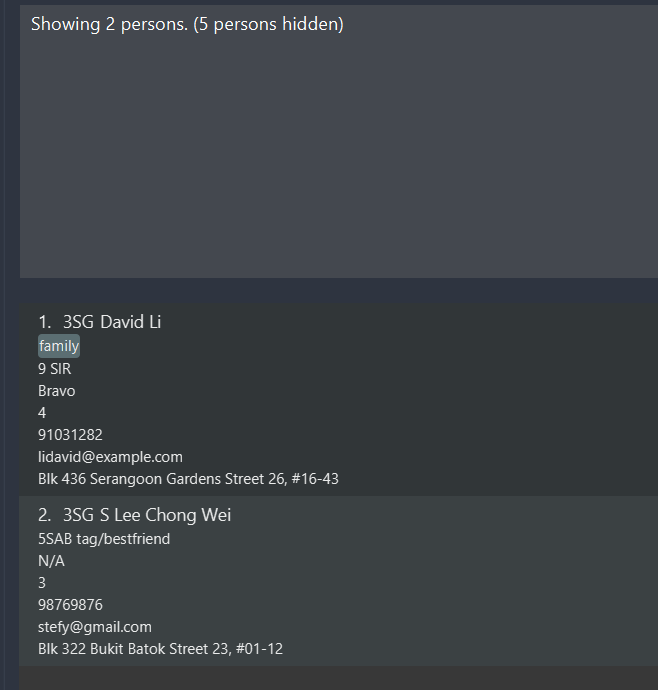 Showing 2 persons. (5 persons hidden)
1. 3SG David Li
family
9 SIR
Bravo
4
91031282
lidavid@example.com
Blk 436 Serangoon Gardens Street 26, #16-43
2. 3SG S Lee Chong Wei
5SAB tag/bestfriend
N/A
3
98769876
stefy@gmail.com
Blk 322 Bukit Batok Street 23, #01-12